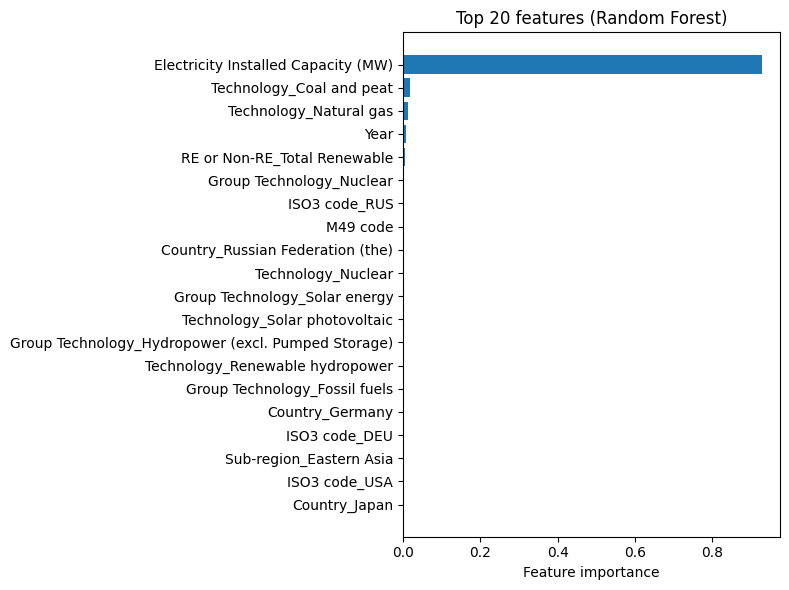 Top 20 features (Random Forest)
Electricity Installed Capacity (MW)
Technology_Coal and peat
Technology_Natural gas
Year
RE or Non-RE_Total Renewable
Group Technology_Nuclear
ISO3 code_RUS
M49 code
Country_Russian Federation (the)
Technology_Nuclear
Group Technology_Solar energy
Technology_Solar photovoltaic
Group Technology_Hydropower (excl. Pumped Storage)
Technology_Renewable hydropower
Group Technology_Fossil fuels
Country_Germany
ISO3 code_DEU
Sub-region_Eastern Asia
ISO3 code_USA
Country_Japan
0.0 0.2 0.4 0.6 0.8
Feature importance